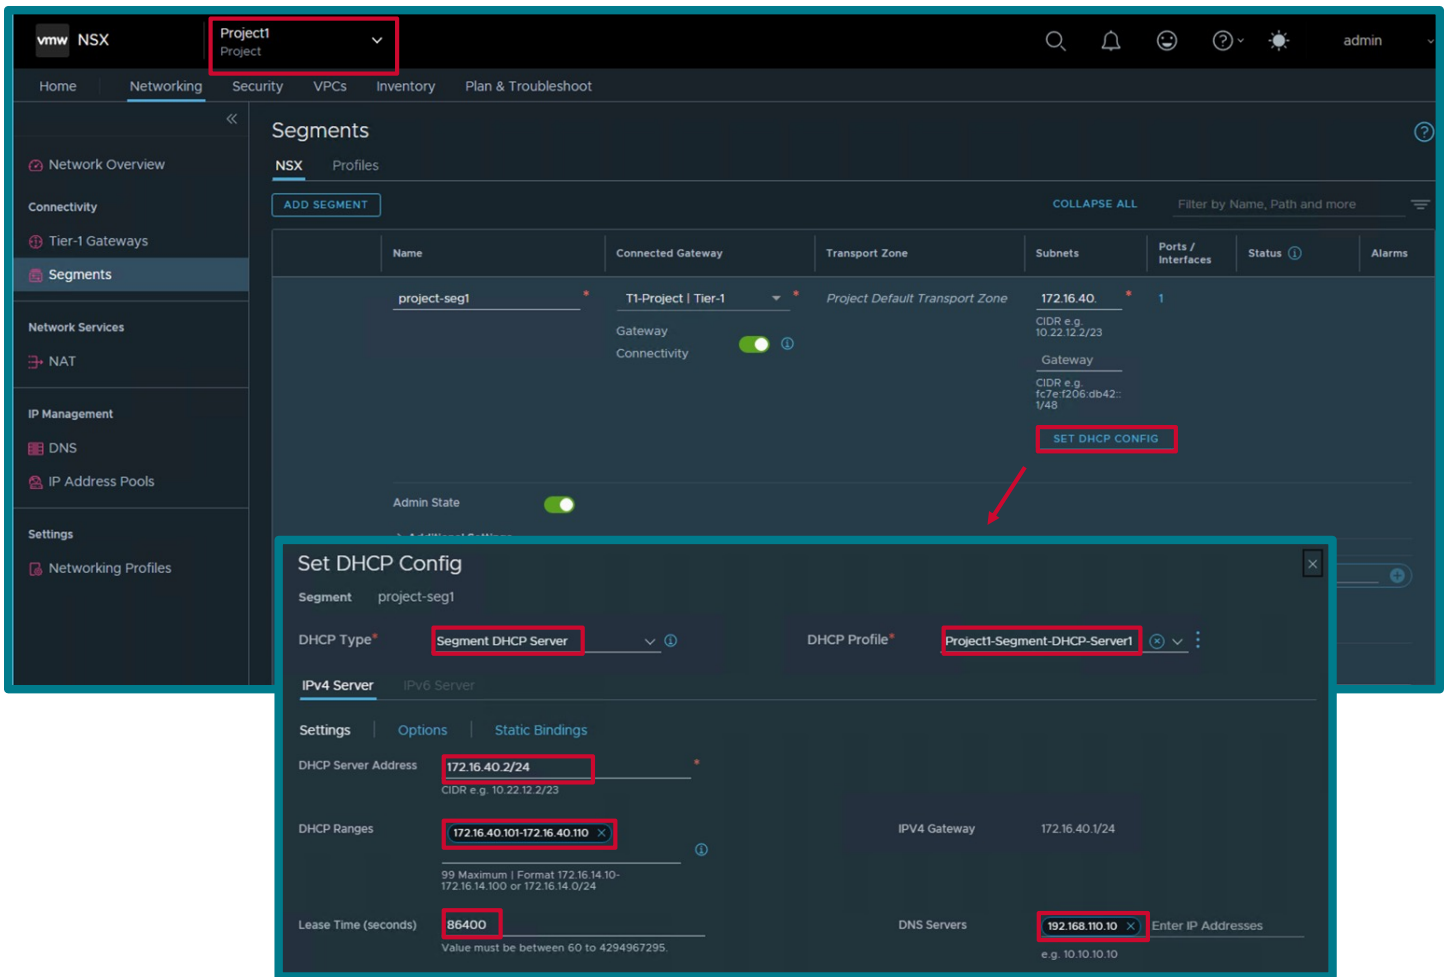 vmw NSX
Project1
Project
admin
Home
Networking
Security
VPCs
Inventory
Plan & Troubleshoot
Network Overview
Connectivity
Tier-1 Gateways
Segments
Network Services
NAT
IP Management
DNS
IP Address Pools
Settings
Networking Profiles
Segments
NSX
Profiles
ADD SEGMENT
COLLAPSE ALL
Filter by Name, Path and more
Name
Connected Gateway
Transport Zone
Subnets
Ports /
Interfaces
Status
Alarms
project-seg1 *
T1-Project | Tier-1 *
Project Default Transport Zone
172.16.40. *
1
CIDR e.g.
10.22.12.2/23
Gateway
Connectivity
Gateway
CIDR e.g.
fc7e:f206:db42::
1/48
SET DHCP CONFIG
Admin State
Additional Settings
Set DHCP Config
Segment project-seg1
DHCP Type*
Segment DHCP Server
DHCP Profile*
Project1-Segment-DHCP-Server1
IPv4 Server
IPv6 Server
Settings
Options
Static Bindings
DHCP Server Address
172.16.40.2/24 *
CIDR e.g. 10.22.12.2/23
DHCP Ranges
172.16.40.101-172.16.40.110
IPV4 Gateway
172.16.40.1/24
99 Maximum | Format 172.16.14.10-
172.16.14.100 or 172.16.14.0/24
Lease Time (seconds)
86400
Value must be between 60 to 4294967295.
DNS Servers
192.168.110.10
Enter IP Addresses
e.g. 10.10.10.10